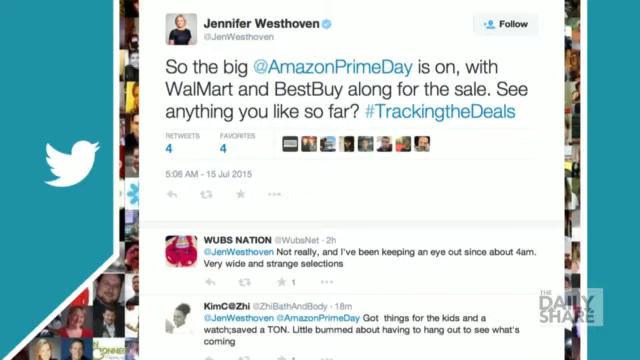 Jennifer Westhoven
@JenWesthoven
Follow
So the big @AmazonPrimeDay is on, with
WalMart and BestBuy along for the sale. See
anything you like so far? #TrackingtheDeals
RETWEETS FAVORITES
4 4
5:06 AM - 15 Jul 2015
WUBS NATION @WubsNet · 2h
@JenWesthoven Not really, and I've been keeping an eye out since about 4am.
Very wide and strange selections
1
KimC@Zhi @ZhiBathAndBody · 18m
@JenWesthoven @AmazonPrimeDay Got things for the kids and a
watch;saved a TON. Little bummed about having to hang out to see what's
coming
1
THE
DAILY
SHARE